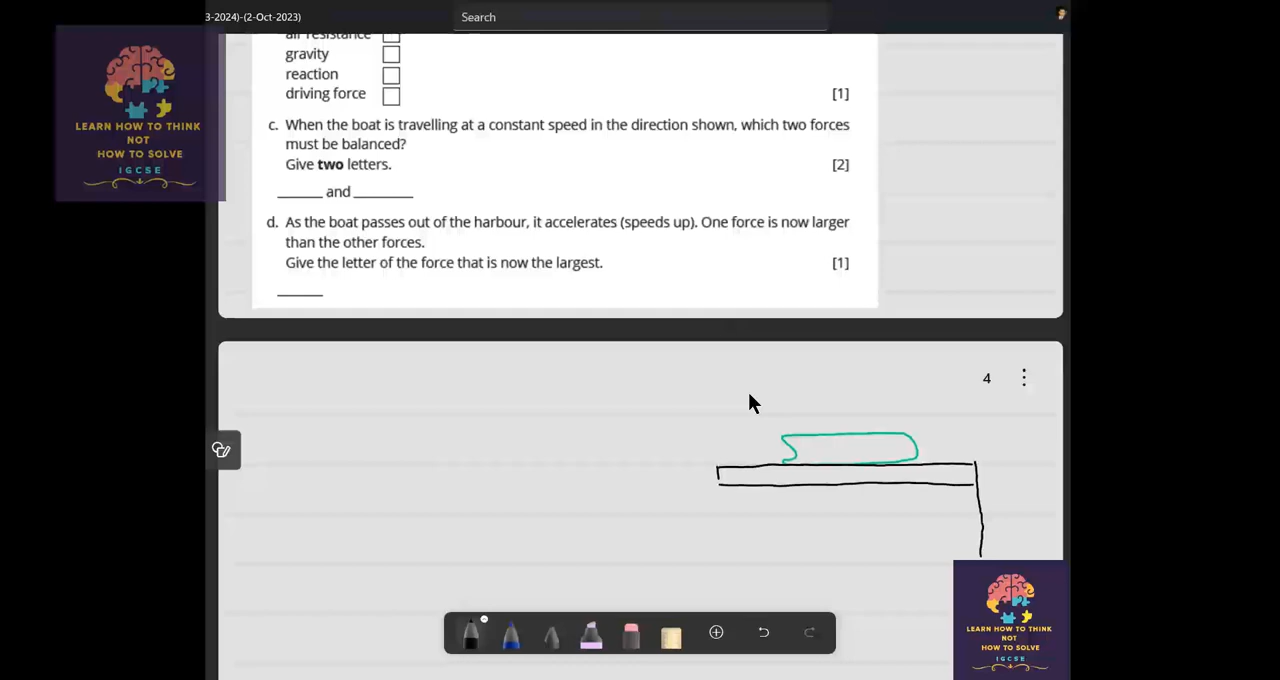 3-2024)-(2-Oct-2023)
Search
LEARN HOW TO THINK
NOT
HOW TO SOLVE
IGCSE
air resistance
gravity
reaction
driving force [1]
c. When the boat is travelling at a constant speed in the direction shown, which two forces
must be balanced?
Give two letters. [2]
______ and ________
d. As the boat passes out of the harbour, it accelerates (speeds up). One force is now larger
than the other forces.
Give the letter of the force that is now the largest. [1]
______
4
LEARN HOW TO THINK
NOT
HOW TO SOLVE
IGCSE